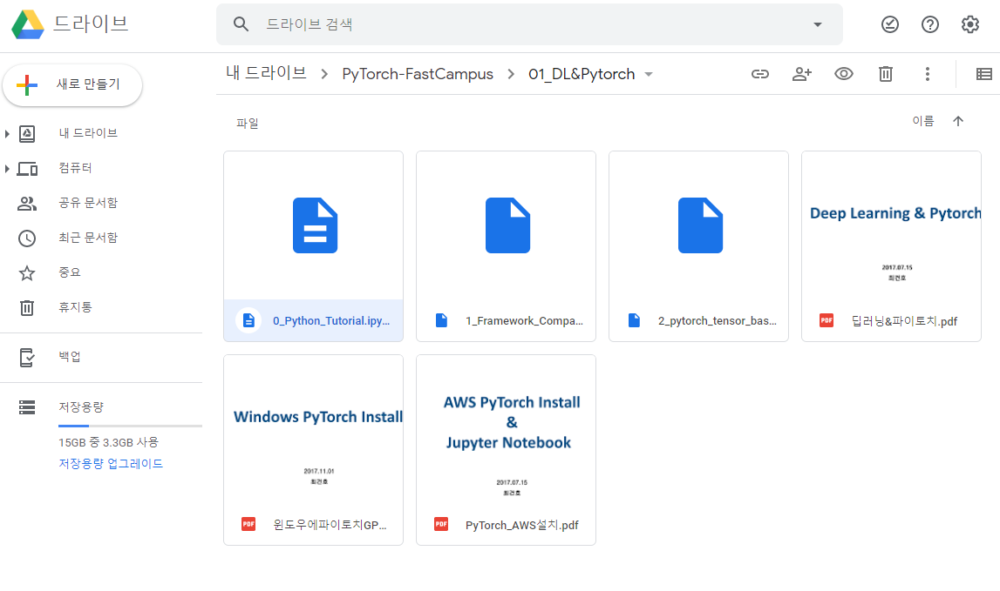 드라이브
드라이브 검색
새로 만들기
내 드라이브
컴퓨터
공유 문서함
최근 문서함
중요
휴지통
백업
저장용량
15GB 중 3.3GB 사용
저장용량 업그레이드
내 드라이브 PyTorch-FastCampus 01_DL&Pytorch
파일
이름
0_Python_Tutorial.ipy...
1_Framework_Compa...
2_pytorch_tensor_bas...
Deep Learning & Pytorch
2017.07.15
최건호
PDF
딥러닝&파이토치.pdf
Windows PyTorch Install
2017.11.01
최건호
PDF
윈도우에파이토치GP...
AWS PyTorch Install
&
Jupyter Notebook
2017.07.15
최건호
PDF
PyTorch_AWS설치.pdf